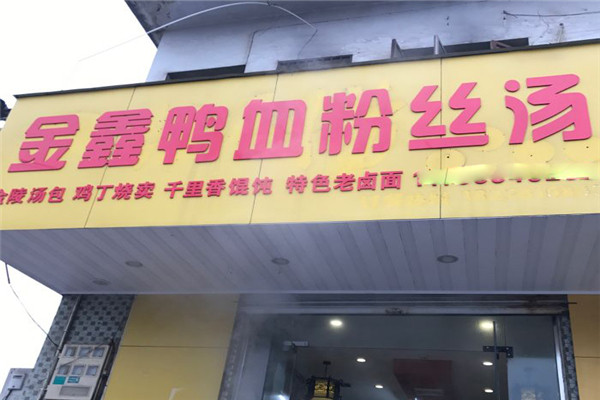 金鑫鸭血粉丝汤
金陵汤包 鸡丁烧卖 千里香馄饨 特色老卤面